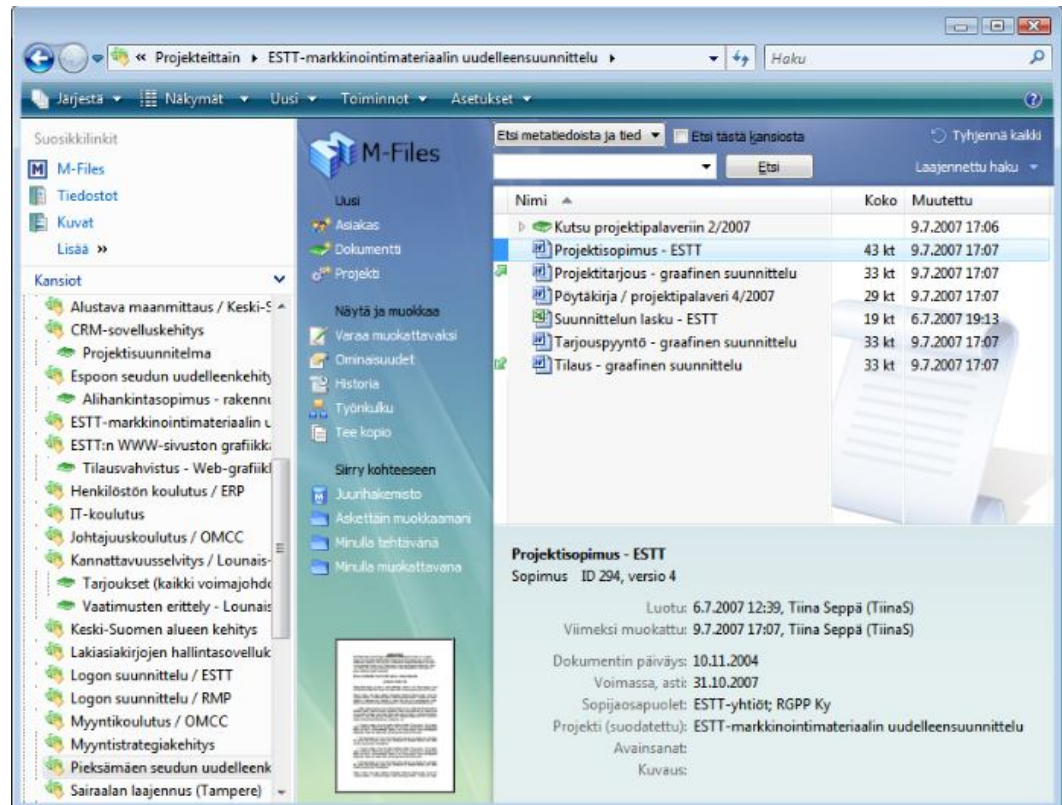 « Projekteittain ▸ ESTT-markkinointimateriaalin uudelleensuunnittelu ▸
Haku
Järjestä Näkymät Uusi Toiminnot Asetukset
Suosikkilinkit
M-Files
Tiedostot
Kuvat
Lisää »
Kansiot
Alustava maanmittaus / Keski-S
CRM-sovelluskehitys
Projektisuunnitelma
Espoon seudun uudelleenkehity
Alihankintasopimus - rakennu
ESTT-markkinointimateriaalin u
ESTT:n WWW-sivuston grafiikka
Tilausvahvistus - Web-grafiikl
Henkilöstön koulutus / ERP
IT-koulutus
Johtajuuskoulutus / OMCC
Kannattavuusselvitys / Lounais-
Tarjoukset (kaikki voimajohdo
Vaatimusten erittely - Lounais
Keski-Suomen alueen kehitys
Lakiasiakirjojen hallintasovelluk
Logon suunnittelu / ESTT
Logon suunnittelu / RMP
Myyntikoulutus / OMCC
Myyntistrategiakehitys
Pieksämäen seudun uudelleenk
Sairaalan laajennus (Tampere)
M-Files
Uusi
Asiakas
Dokumentti
Projekti
Näytä ja muokkaa
Varaa muokattavaksi
Ominaisuudet
Historia
Työnkulku
Tee kopio
Siirry kohteeseen
Juurihakemisto
Äskettäin muokkaamani
Minulla tehtävänä
Minulla muokattavana
Etsi metatiedoista ja tied Etsi tästä kansiosta Tyhjennä kaikki
Etsi Laajennettu haku
Nimi Koko Muutettu
Kutsu projektipalaveriin 2/2007 9.7.2007 17:06
Projektisopimus - ESTT 43 kt 9.7.2007 17:07
Projektitarjous - graafinen suunnittelu 33 kt 9.7.2007 17:07
Pöytäkirja / projektipalaveri 4/2007 29 kt 9.7.2007 17:07
Suunnittelun lasku - ESTT 19 kt 6.7.2007 19:13
Tarjouspyyntö - graafinen suunnittelu 33 kt 9.7.2007 17:07
Tilaus - graafinen suunnittelu 33 kt 9.7.2007 17:07
Projektisopimus - ESTT
Sopimus ID 294, versio 4
Luotu: 6.7.2007 12:39, Tiina Seppä (TiinaS)
Viimeksi muokattu: 9.7.2007 17:07, Tiina Seppä (TiinaS)
Dokumentin päiväys: 10.11.2004
Voimassa, asti: 31.10.2007
Sopijaosapuolet: ESTT-yhtiöt; RGPP Ky
Projekti (suodatettu): ESTT-markkinointimateriaalin uudelleensuunnittelu
Avainsanat:
Kuvaus: